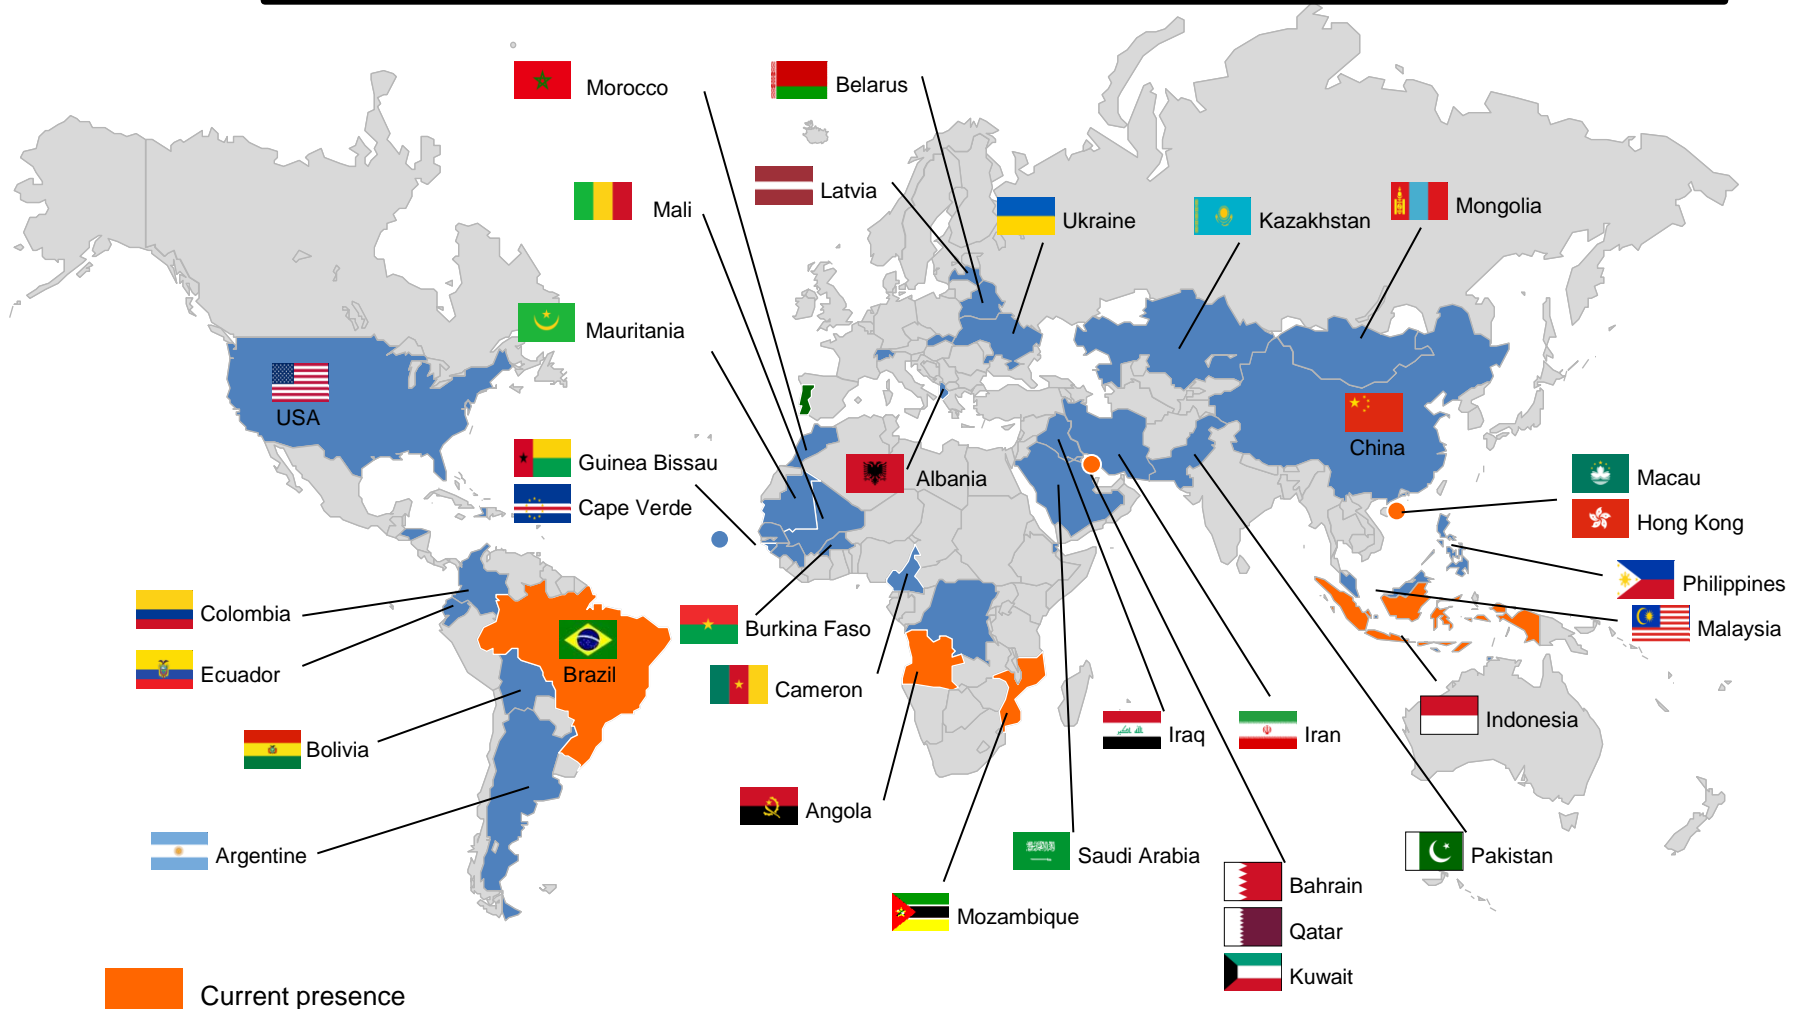 Morocco
Belarus
Mali
Latvia
Ukraine
Kazakhstan
Mongolia
Mauritania
USA
China
Guinea Bissau
Albania
Cape Verde
Macau
Hong Kong
Philippines
Malaysia
Colombia
Burkina Faso
Ecuador
Brazil
Cameron
Indonesia
Iraq
Iran
Bolivia
Angola
Argentine
Saudi Arabia
Pakistan
Bahrain
Mozambique
Qatar
Kuwait
Current presence